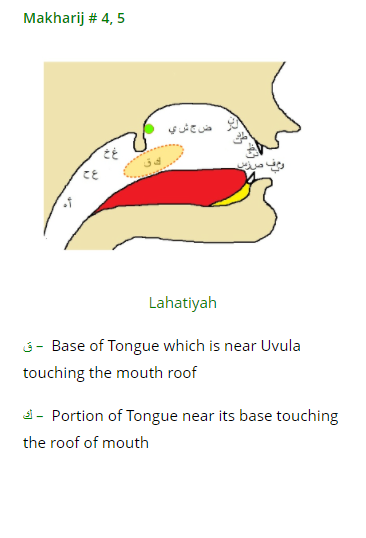 Makharij # 4, 5
ض ج ش ي
غ خ
ك ق
ع ح
Lahatiyah
ق – Base of Tongue which is near Uvula
touching the mouth roof
ك – Portion of Tongue near its base touching
the roof of mouth